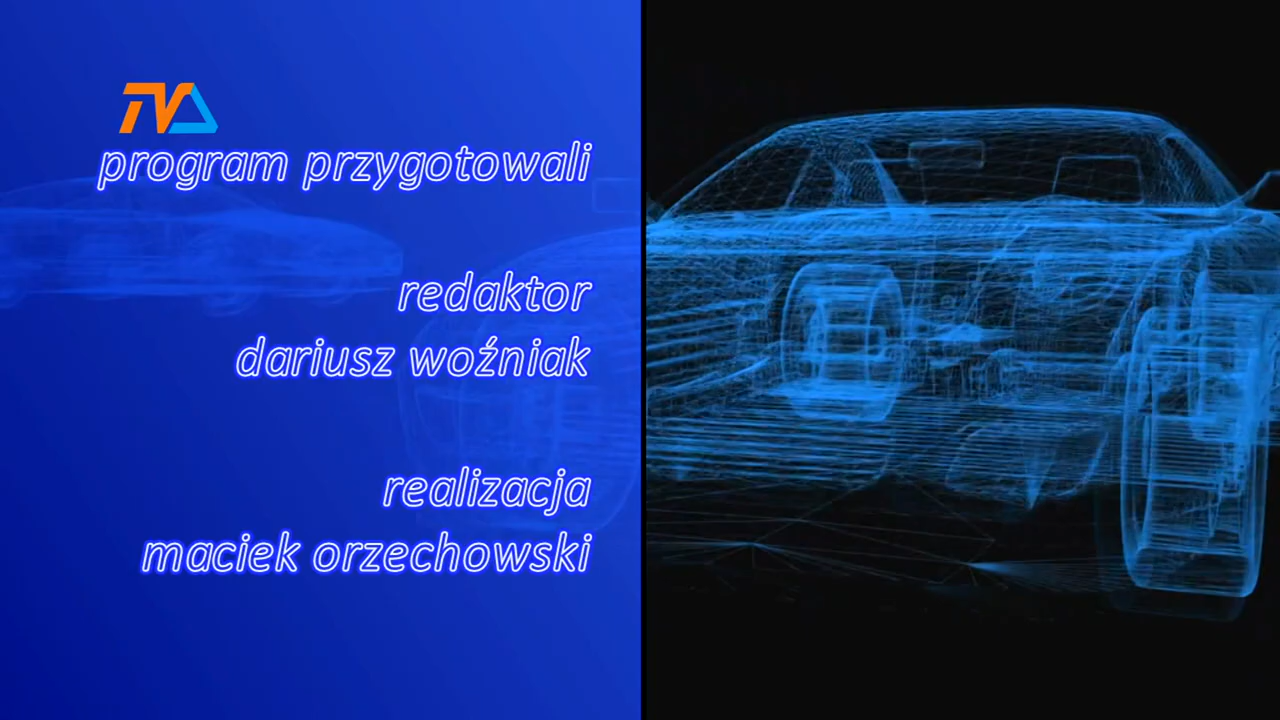 TVA
program przygotowali
redaktor
dariusz woźniak
realizacja
maciek orzechowski